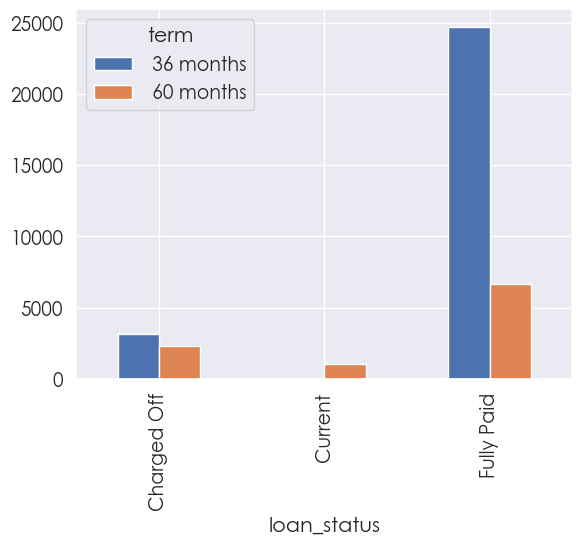 25000
20000
15000
10000
5000
0
term
36 months
60 months
Charged Off
Current
Fully Paid
loan_status